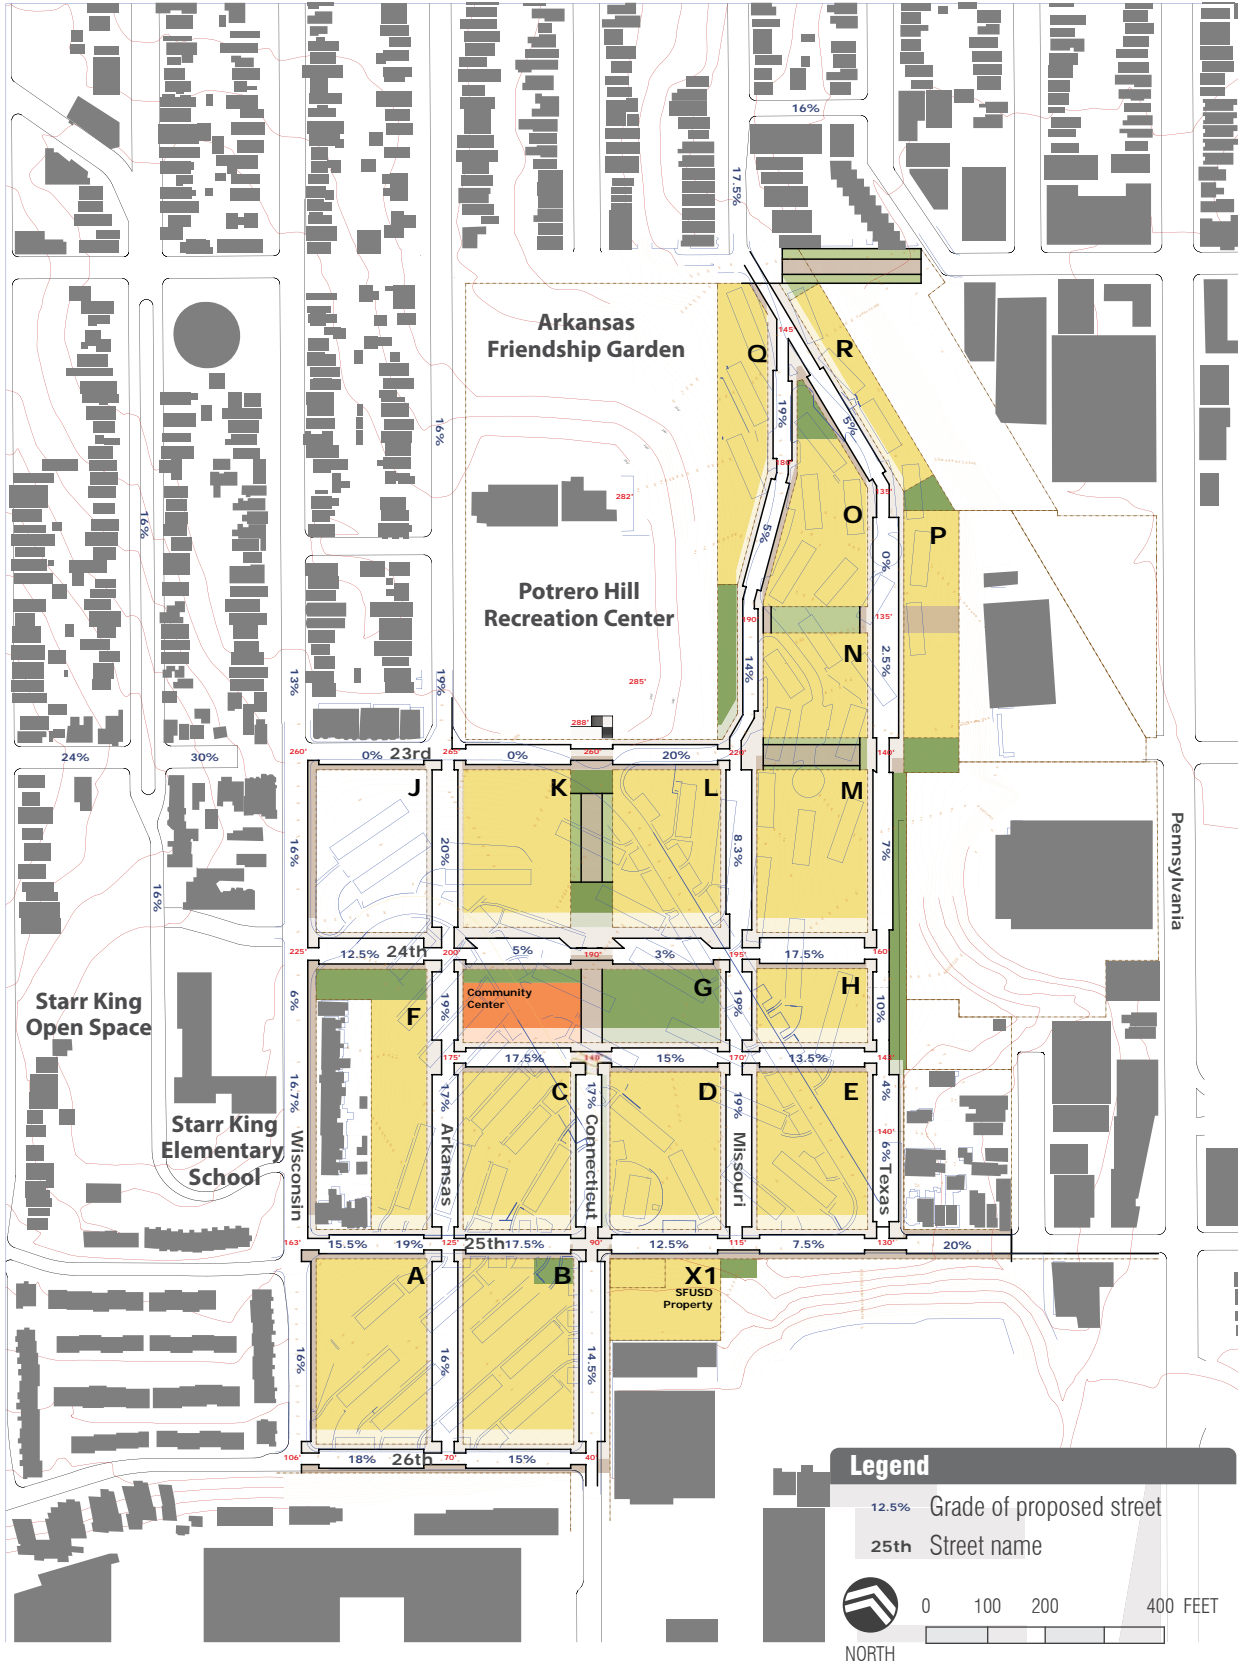 16%
17.5%
Arkansas
Friendship Garden
Q
145'
R
19%
5%
16%
180'
282'
135'
16%
O
5%
0%
P
Potrero Hill
Recreation Center
190'
135'
N
13%
19%
14%
2.5%
285'
288'
24%
30%
260'
0%
23rd
265'
0%
260'
20%
220'
140'
J
K
L
M
16%
20%
8.3%
7%
Pennsylvania
16%
225'
12.5%
24th
200'
5%
190'
3%
195'
17.5%
160'
Starr King
Open Space
6%
F
19%
Community
Center
G
19%
H
10%
175'
17.5%
15%
170'
13.5%
16.7%
17%
C
17%
D
19%
E
4%
Starr King
Elementary
School
Wisconsin
Arkansas
Connecticut
Missouri
140'
6%
Texas
163'
15.5%
19%
125'
25th
17.5%
90'
12.5%
115'
7.5%
130'
20%
A
B
X1
SFUSD
Property
16%
16%
14.5%
106'
18%
26th
70'
15%
40'
Legend
12.5% Grade of proposed street
25th Street name
0 100 200 400 FEET
NORTH